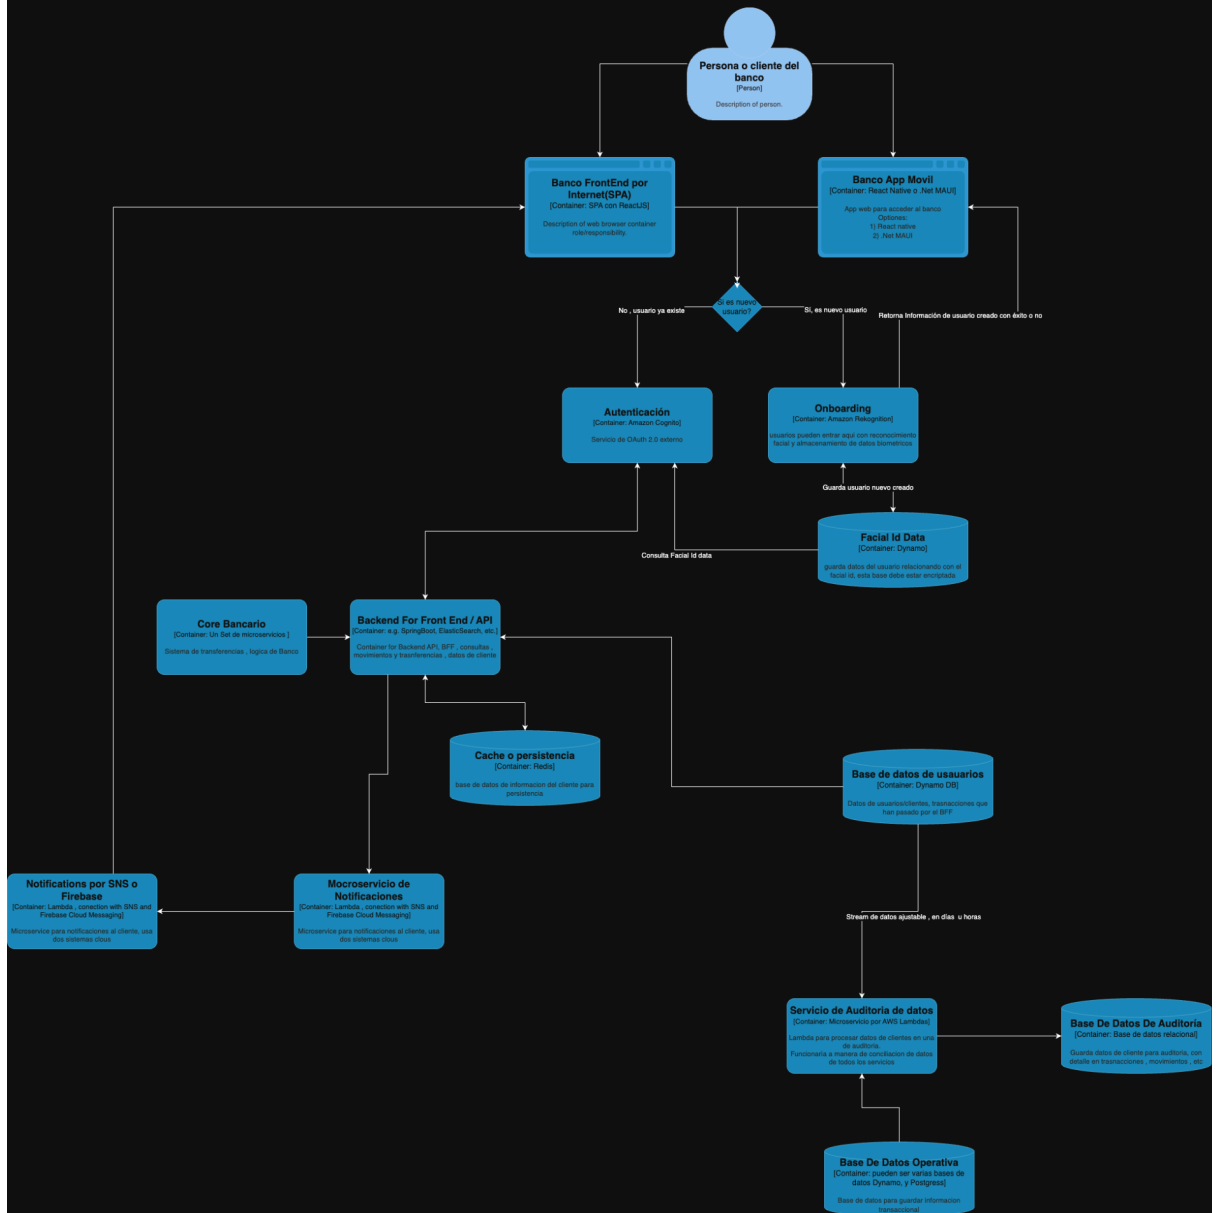 Persona o cliente del
banco
[Person]
Description of person.
Banco FrontEnd por
Internet(SPA)
[Container: SPA con ReactJS]
Description of web browser container
role/responsibility.
Banco App Movil
[Container: React Native o .Net MAUI]
App web para acceder al banco
Optiones:
1) React native
2) .Net MAUI
Si es nuevo
usuario?
No , usuario ya existe
Si, es nuevo usuario
Retorna Información de usuario creado con éxito o no
Autenticación
[Container: Amazon Cognito]
Servicio de OAuth 2.0 externo
Onboarding
[Container: Amazon Rekognition]
usuarios pueden entrar aqui con reconocimiento
facial y almacenamiento de datos biometricos
Guarda usuario nuevo creado
Facial Id Data
[Container: Dynamo]
guarda datos del usuario relacionando con el
facial id, esta base debe estar encriptada
Consulta Facial Id data
Core Bancario
[Container: Un Set de microservicios ]
Sistema de transferencias , logica de Banco
Backend For Front End / API
[Container: e.g. SpringBoot, ElasticSearch, etc.]
Container for Backend API, BFF , consultas ,
movimientos y trasnferencias , datos de cliente
Cache o persistencia
[Container: Redis]
base de datos de informacion del cliente para
persistencia
Base de datos de usauarios
[Container: Dynamo DB]
Datos de usuarios/clientes, trasnacciones que
han pasado por el BFF
Notifications por SNS o
Firebase
[Container: Lambda , conection with SNS and
Firebase Cloud Messaging]
Microservice para notificaciones al cliente, usa
dos sistemas clous
Mocroservicio de
Notificaciones
[Container: Lambda , conection with SNS and
Firebase Cloud Messaging]
Microservice para notificaciones al cliente, usa
dos sistemas clous
Stream de datos ajustable , en días u horas
Servicio de Auditoria de datos
[Container: Microservicio por AWS Lambdas]
Lambda para procesar datos de clientes en una
de auditoria.
Funcionaria a manera de conciliacion de datos
de todos los servicios
Base De Datos De Auditoría
[Container: Base de datos relacional]
Guarda datos de cliente para auditoria, con
detalle en trasnacciones , movimientos , etc
Base De Datos Operativa
[Container: pueden ser varias bases de
datos Dynamo, y Postgress]
Base de datos para guardar informacion
transaccional